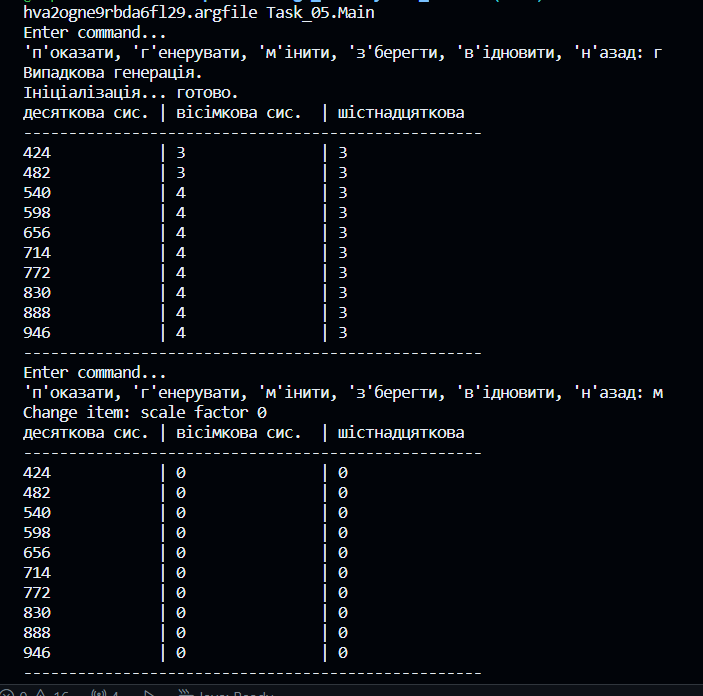 hva2ogne9rbda6fl29.argfile Task_05.Main
Enter command...
'п'оказати, 'г'енерувати, 'м'інити, 'з'берегти, 'в'ідновити, 'н'азад: г
Випадкова генерація.
Ініціалізація... готово.
десяткова сис. | вісімкова сис.  | шістнадцяткова
---------------------------------------------------
424            | 3               | 3
482            | 3               | 3
540            | 4               | 3
598            | 4               | 3
656            | 4               | 3
714            | 4               | 3
772            | 4               | 3
830            | 4               | 3
888            | 4               | 3
946            | 4               | 3
---------------------------------------------------
Enter command...
'п'оказати, 'г'енерувати, 'м'інити, 'з'берегти, 'в'ідновити, 'н'азад: м
Change item: scale factor 0
десяткова сис. | вісімкова сис.  | шістнадцяткова
---------------------------------------------------
424            | 0               | 0
482            | 0               | 0
540            | 0               | 0
598            | 0               | 0
656            | 0               | 0
714            | 0               | 0
772            | 0               | 0
830            | 0               | 0
888            | 0               | 0
946            | 0               | 0
---------------------------------------------------